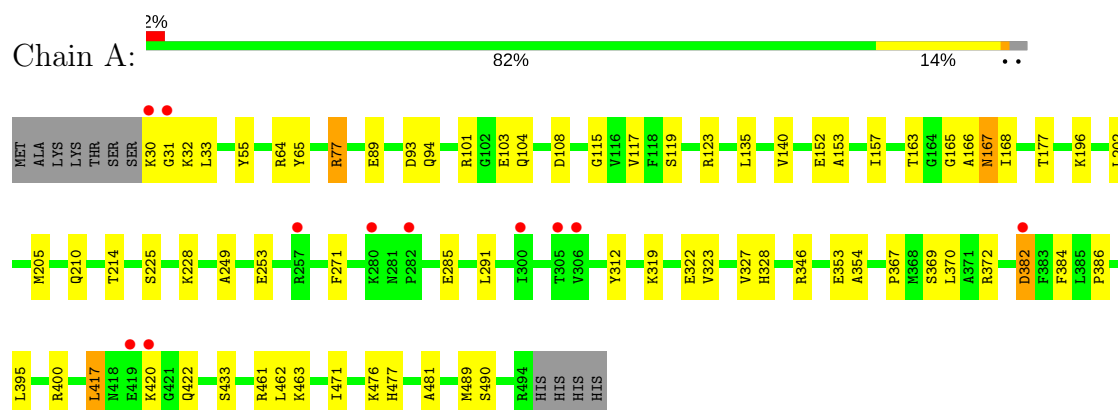 2%
Chain A:
82% 14% • •
MET ALA LYS LYS THR SER SER K30 G31 K32 L33 Y55 R64 Y65 R77 E89 D93 Q94 R101 G102 E103 Q104 D108 G115 V116 V117 F118 S119 R123 L135 V140 E152 A153 I157 T163 G164 G165 A166 N167 I168 T177 K196
M205 Q210 T214 S225 K228 A249 E253 R257 F271 K280 N281 P282 E285 L291 I300 T305 V306 Y312 K319 E322 V323 V327 H328 R346 E353 A354 P367 M368 S369 L370 A371 R372 D382 F383 F384 L385 P386
L395 R400 L417 N418 E419 K420 G421 Q422 S433 R461 L462 K463 I471 K476 H477 A481 M489 S490 R494 HIS HIS HIS HIS